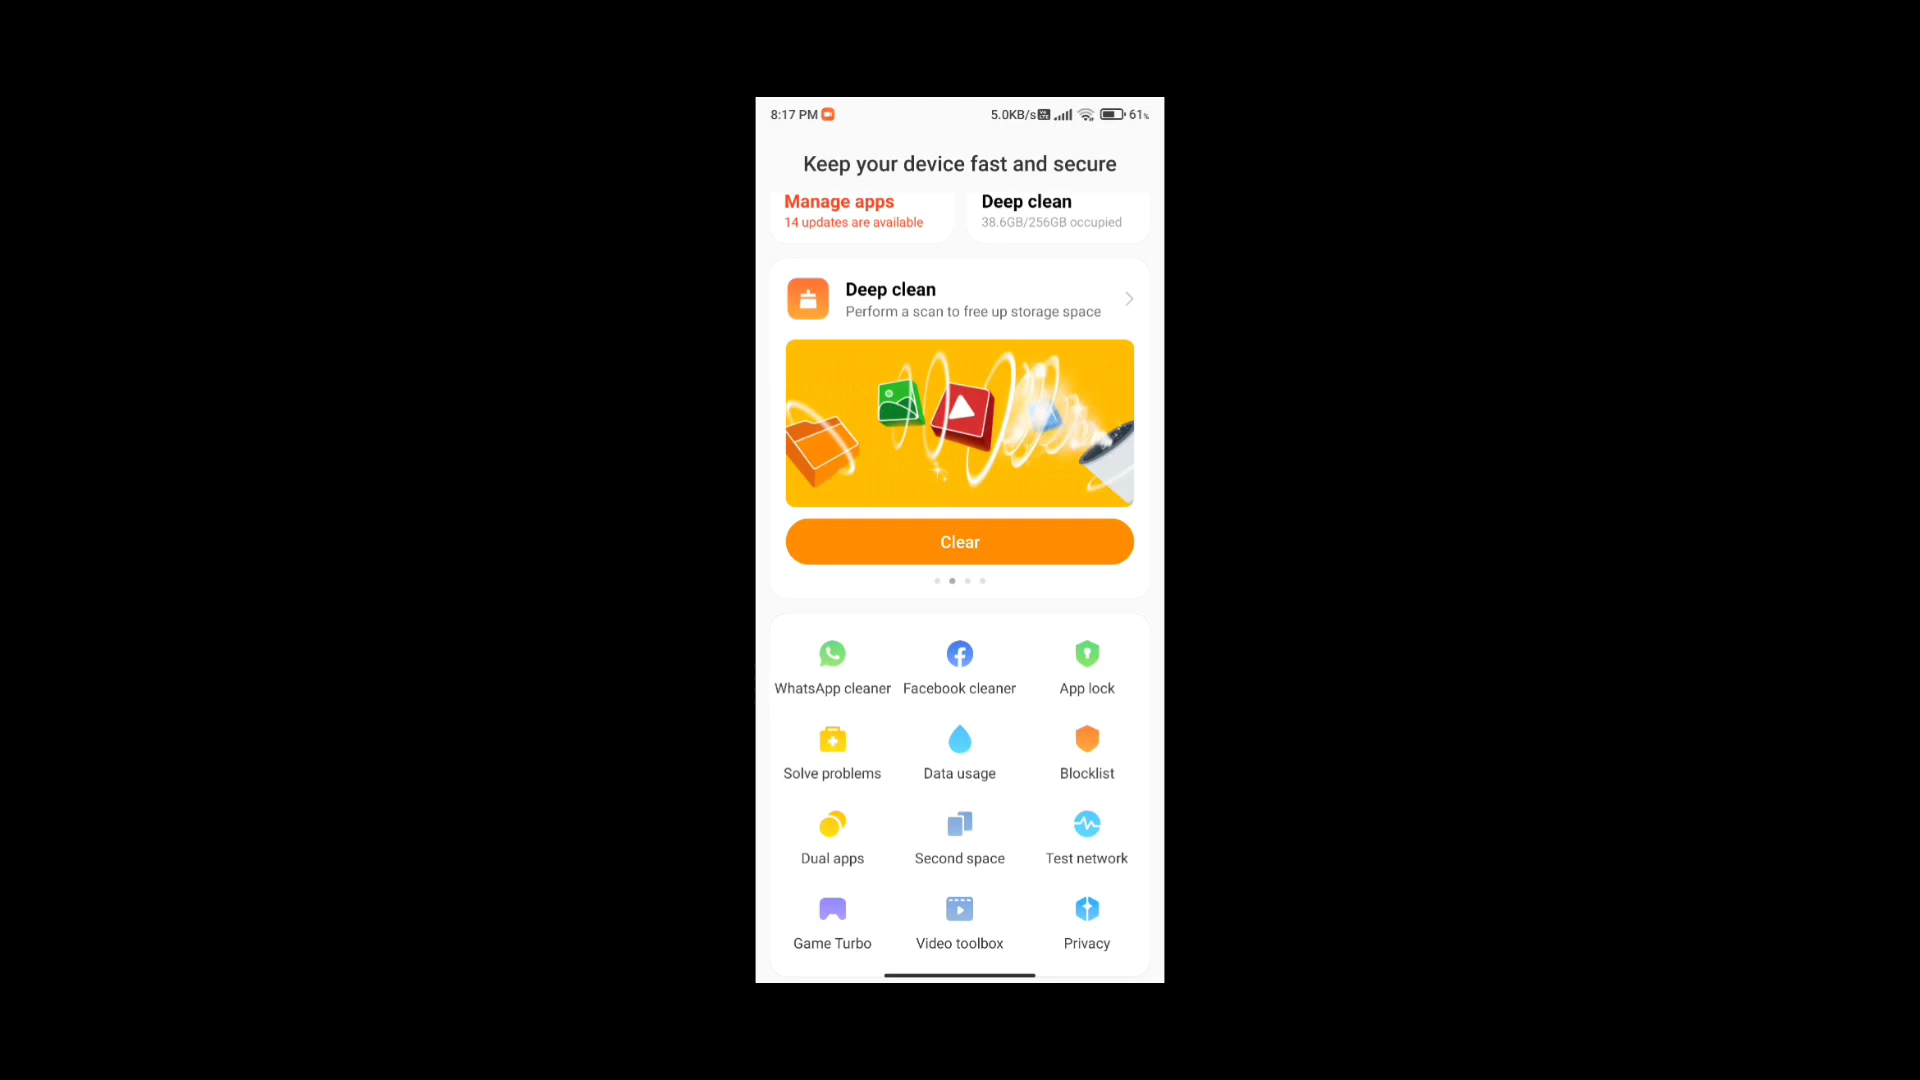 8:17 PM 5.0KB/s 61%
Keep your device fast and secure
Manage apps Deep clean
14 updates are available 38.6GB/256GB occupied
Deep clean
Perform a scan to free up storage space
Clear
WhatsApp cleaner Facebook cleaner App lock
Solve problems Data usage Blocklist
Dual apps Second space Test network
Game Turbo Video toolbox Privacy